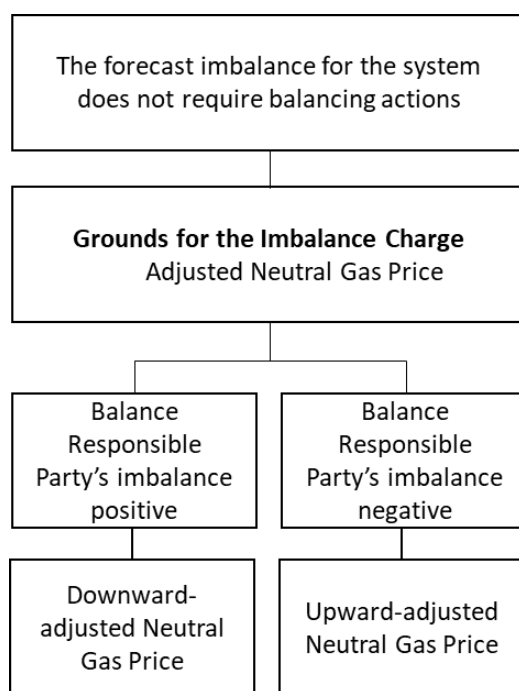 The forecast imbalance for the system
does not require balancing actions
Grounds for the Imbalance Charge
Adjusted Neutral Gas Price
Balance
Responsible
Party's imbalance
positive
Balance
Responsible
Party's imbalance
negative
Downward-
adjusted Neutral
Gas Price
Upward-adjusted
Neutral Gas Price